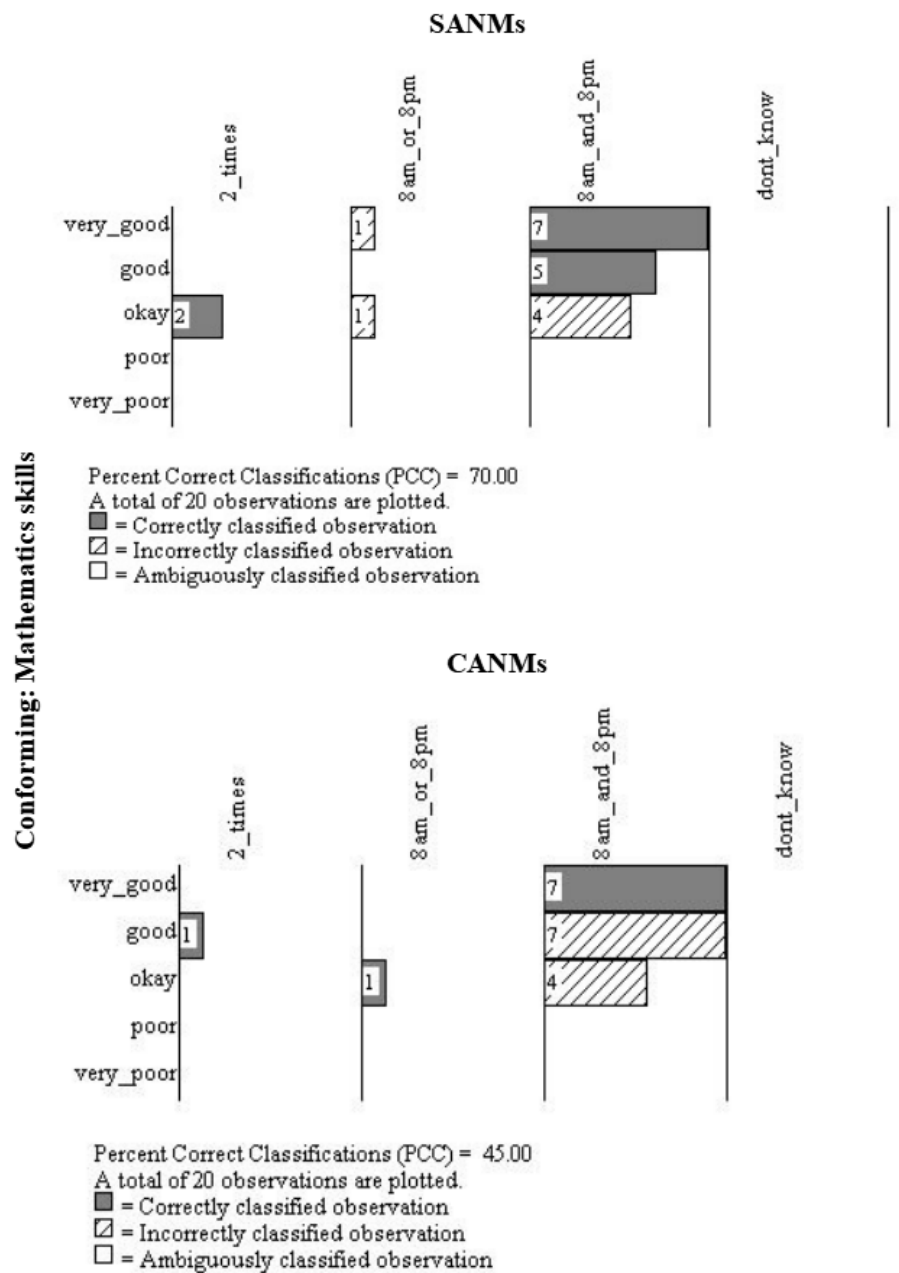 SANMs
2_times
8am_or_8pm
8am_and_8pm
dont_know
very_good
1
7
good
5
okay
2
1
4
poor
very_poor
Conforming: Mathematics skills
Percent Correct Classifications (PCC) = 70.00
A total of 20 observations are plotted.
= Correctly classified observation
= Incorrectly classified observation
= Ambiguously classified observation
CANMs
2_times
8am_or_8pm
8am_and_8pm
dont_know
very_good
7
good
1
7
okay
1
4
poor
very_poor
Percent Correct Classifications (PCC) = 45.00
A total of 20 observations are plotted.
= Correctly classified observation
= Incorrectly classified observation
= Ambiguously classified observation